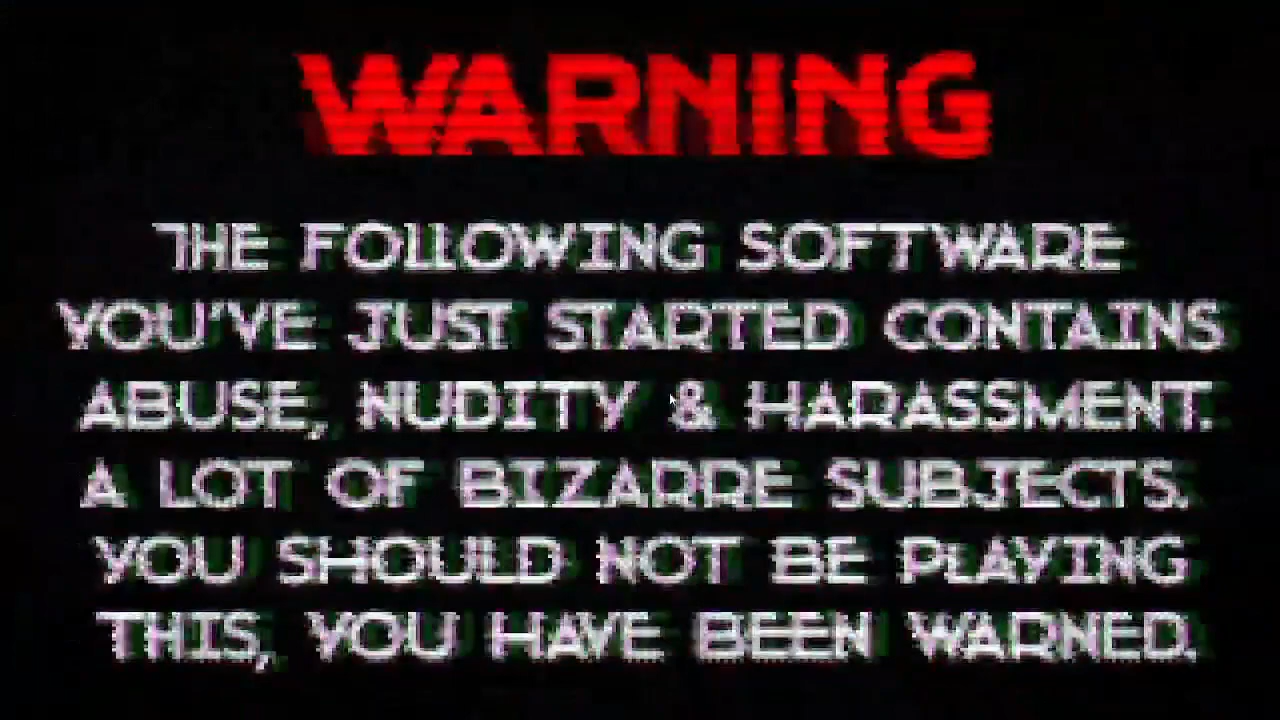 WARNING
THE FOLLOWING SOFTWARE
YOU'VE JUST STARTED CONTAINS
ABUSE, NUDITY & HARASSMENT.
A LOT OF BIZARRE SUBJECTS.
YOU SHOULD NOT BE PLAYING
THIS, YOU HAVE BEEN WARNED.